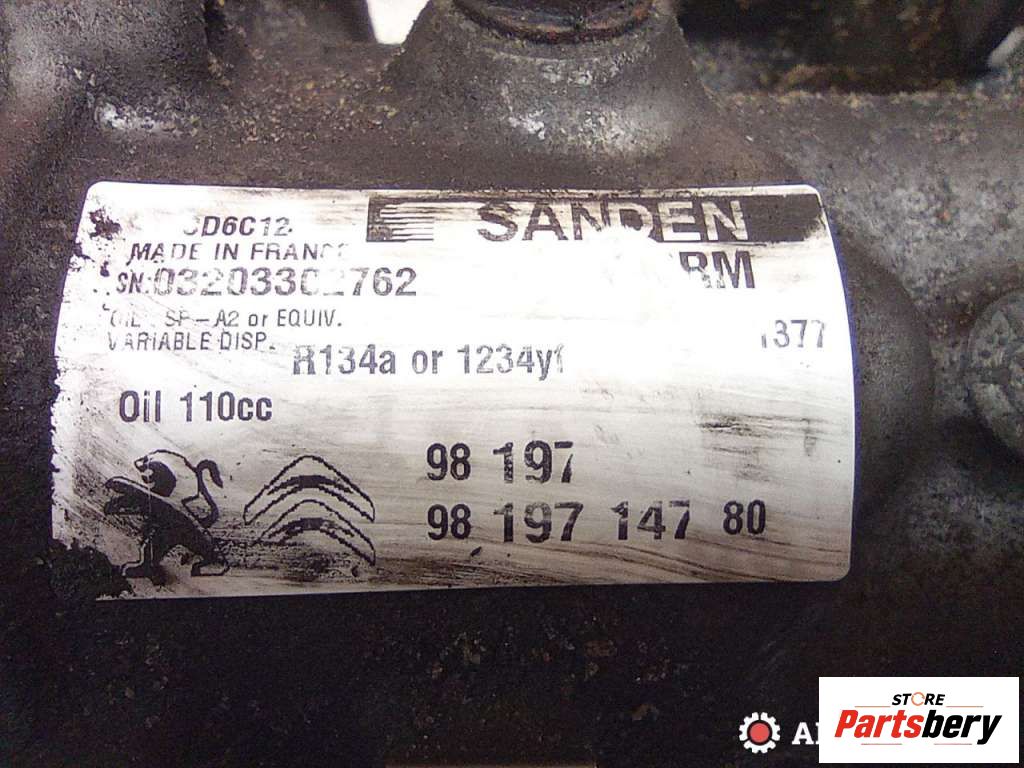 SD6C12
SANDEN
MADE IN FRANCE
SN:03203302762
OIL: SP-A2 or EQUIV.
VARIABLE DISP.
R134a or 1234yf
1377
Oil 110cc
98 197
98 197 147 80
STORE
Partsbery